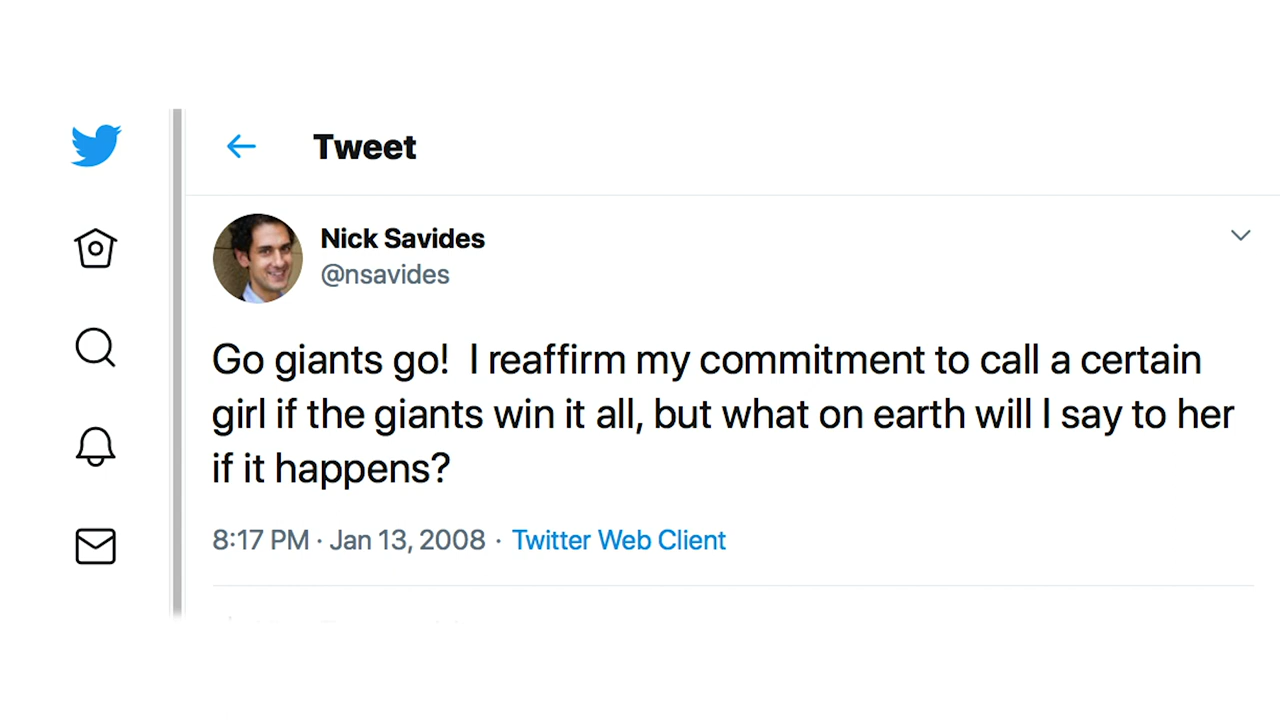 Tweet
Nick Savides
@nsavides
Go giants go!  I reaffirm my commitment to call a certain
girl if the giants win it all, but what on earth will I say to her
if it happens?
8:17 PM · Jan 13, 2008 · Twitter Web Client